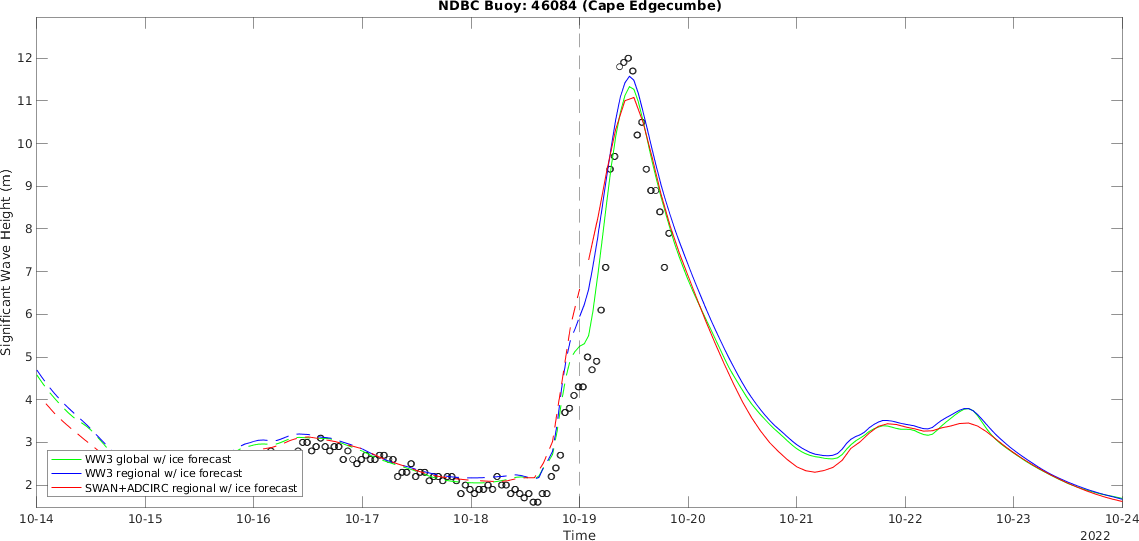 NDBC Buoy: 46084 (Cape Edgecumbe)
12
11
10
9
8
7
6
5
4
3
2
Significant Wave Height (m)
WW3 global w/ ice forecast
WW3 regional w/ ice forecast
SWAN+ADCIRC regional w/ ice forecast
10-14 10-15 10-16 10-17 10-18 10-19 10-20 10-21 10-22 10-23 10-24
Time
2022